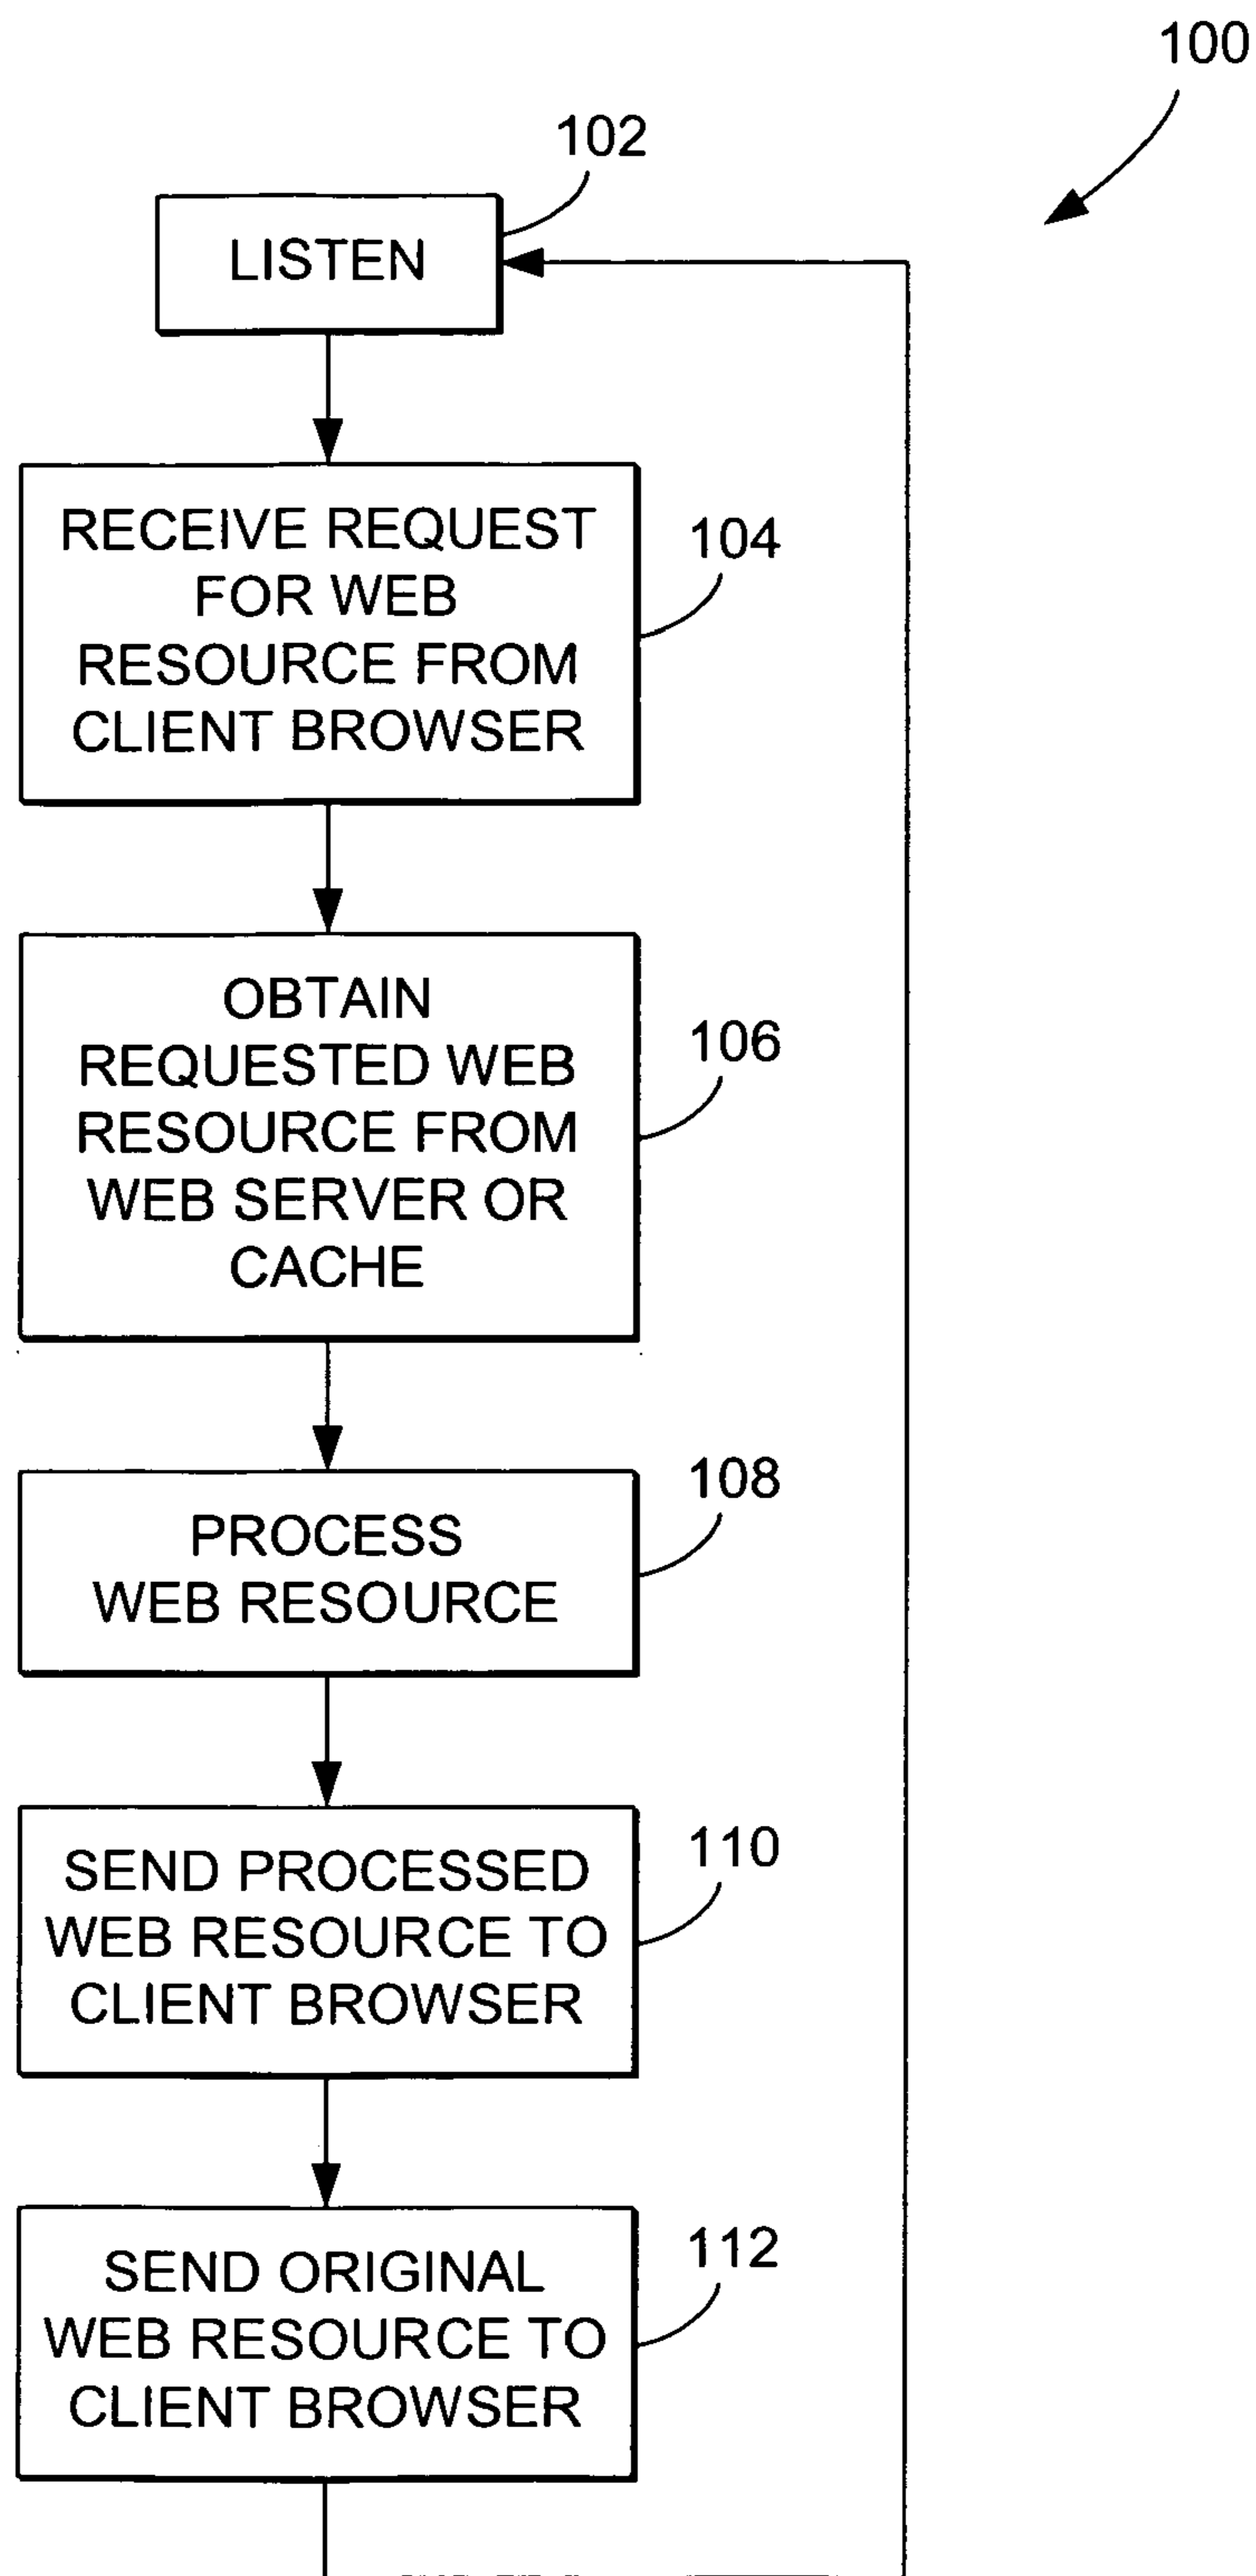 100
102
LISTEN
RECEIVE REQUEST
FOR WEB
RESOURCE FROM
CLIENT BROWSER
104
OBTAIN
REQUESTED WEB
RESOURCE FROM
WEB SERVER OR
CACHE
106
PROCESS
WEB RESOURCE
108
SEND PROCESSED
WEB RESOURCE TO
CLIENT BROWSER
110
SEND ORIGINAL
WEB RESOURCE TO
CLIENT BROWSER
112